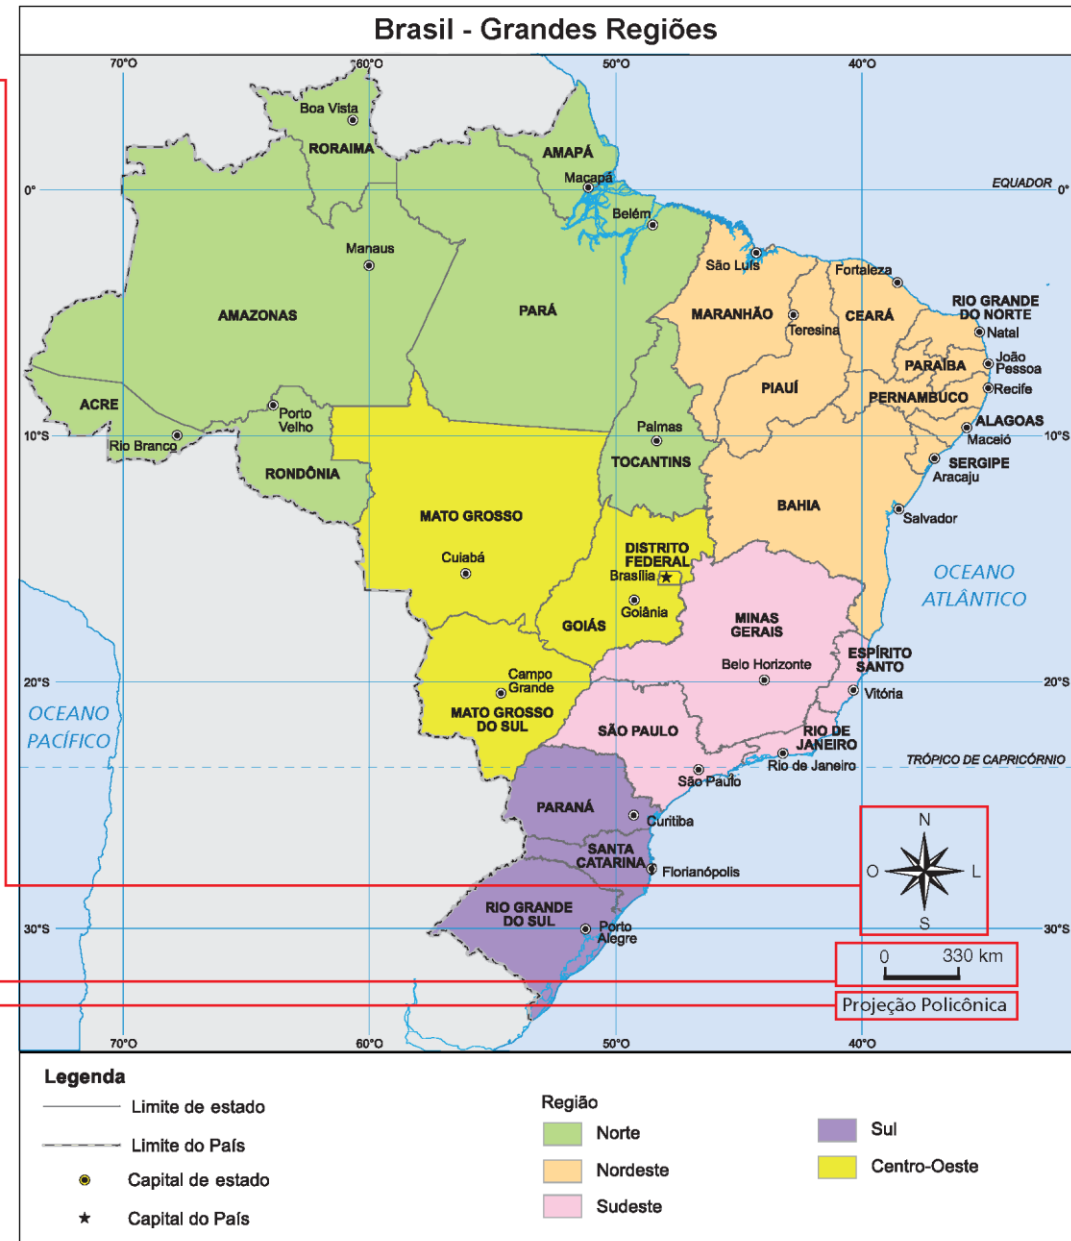 Brasil - Grandes Regiões
70°O
60°O
50°O
40°O
Boa Vista
RORAIMA
AMAPÁ
Macapá
EQUADOR
0°
0°
Belém
Manaus
São Luís
Fortaleza
AMAZONAS
PARÁ
MARANHÃO
Teresina
CEARÁ
RIO GRANDE
DO NORTE
Natal
João
Pessoa
PARAÍBA
PIAUÍ
Recife
PERNAMBUCO
ACRE
Porto
Velho
Rio Branco
Palmas
ALAGOAS
Maceió
10°S
10°S
TOCANTINS
RONDÔNIA
SERGIPE
Aracaju
MATO GROSSO
BAHIA
Salvador
Cuiabá
DISTRITO
FEDERAL
Brasília
Goiânia
GOIÁS
OCEANO
ATLÂNTICO
MINAS
GERAIS
Belo Horizonte
ESPÍRITO
SANTO
Vitória
20°S
20°S
Campo
Grande
MATO GROSSO
DO SUL
OCEANO
PACÍFICO
SÃO PAULO
RIO DE
JANEIRO
Rio de Janeiro
TRÓPICO DE CAPRICÓRNIO
São Paulo
PARANÁ
Curitiba
SANTA
CATARINA
Florianópolis
N
O
L
S
RIO GRANDE
DO SUL
Porto
Alegre
30°S
30°S
0
330 km
Projeção Policônica
70°O
60°O
50°O
40°O
Legenda
Limite de estado
Limite do País
Capital de estado
Capital do País
Região
Norte
Nordeste
Sudeste
Sul
Centro-Oeste